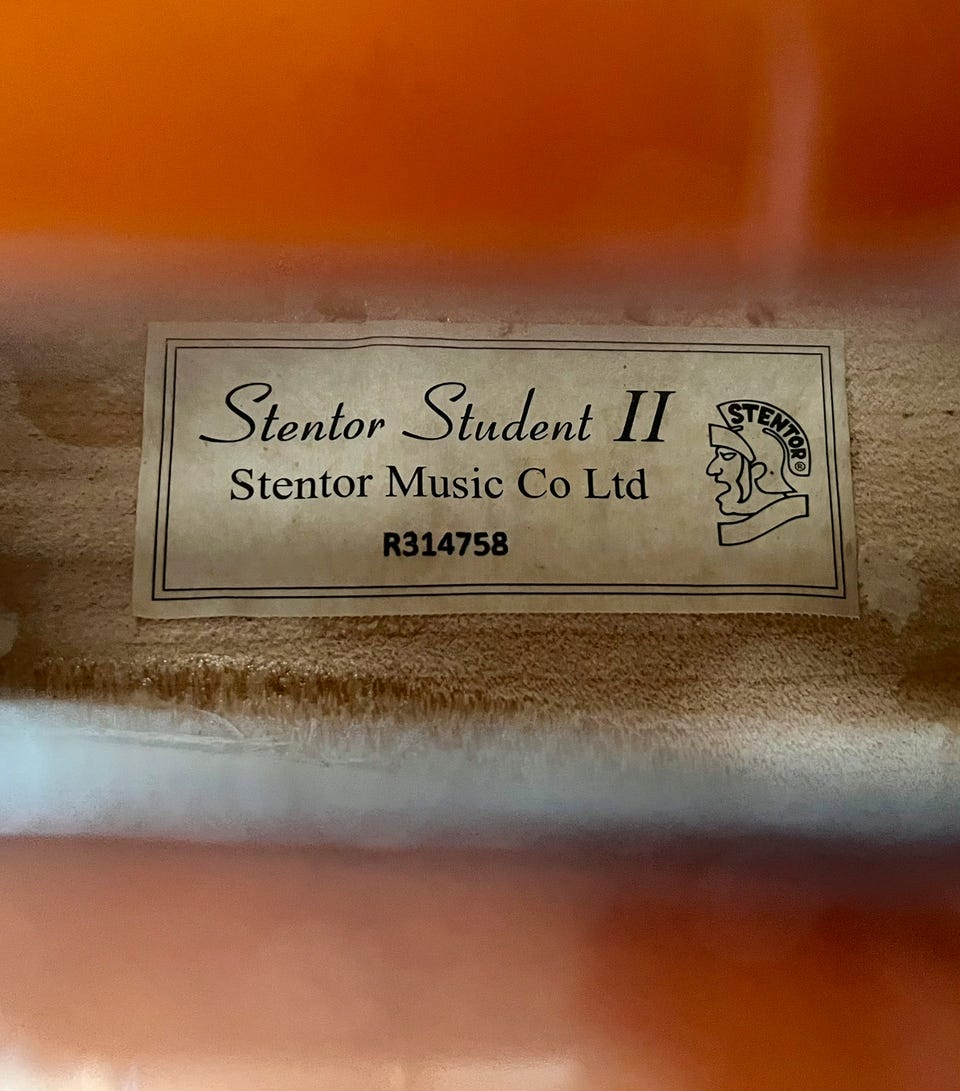 Stentor Student II
Stentor Music Co Ltd
R314758
STENTOR®